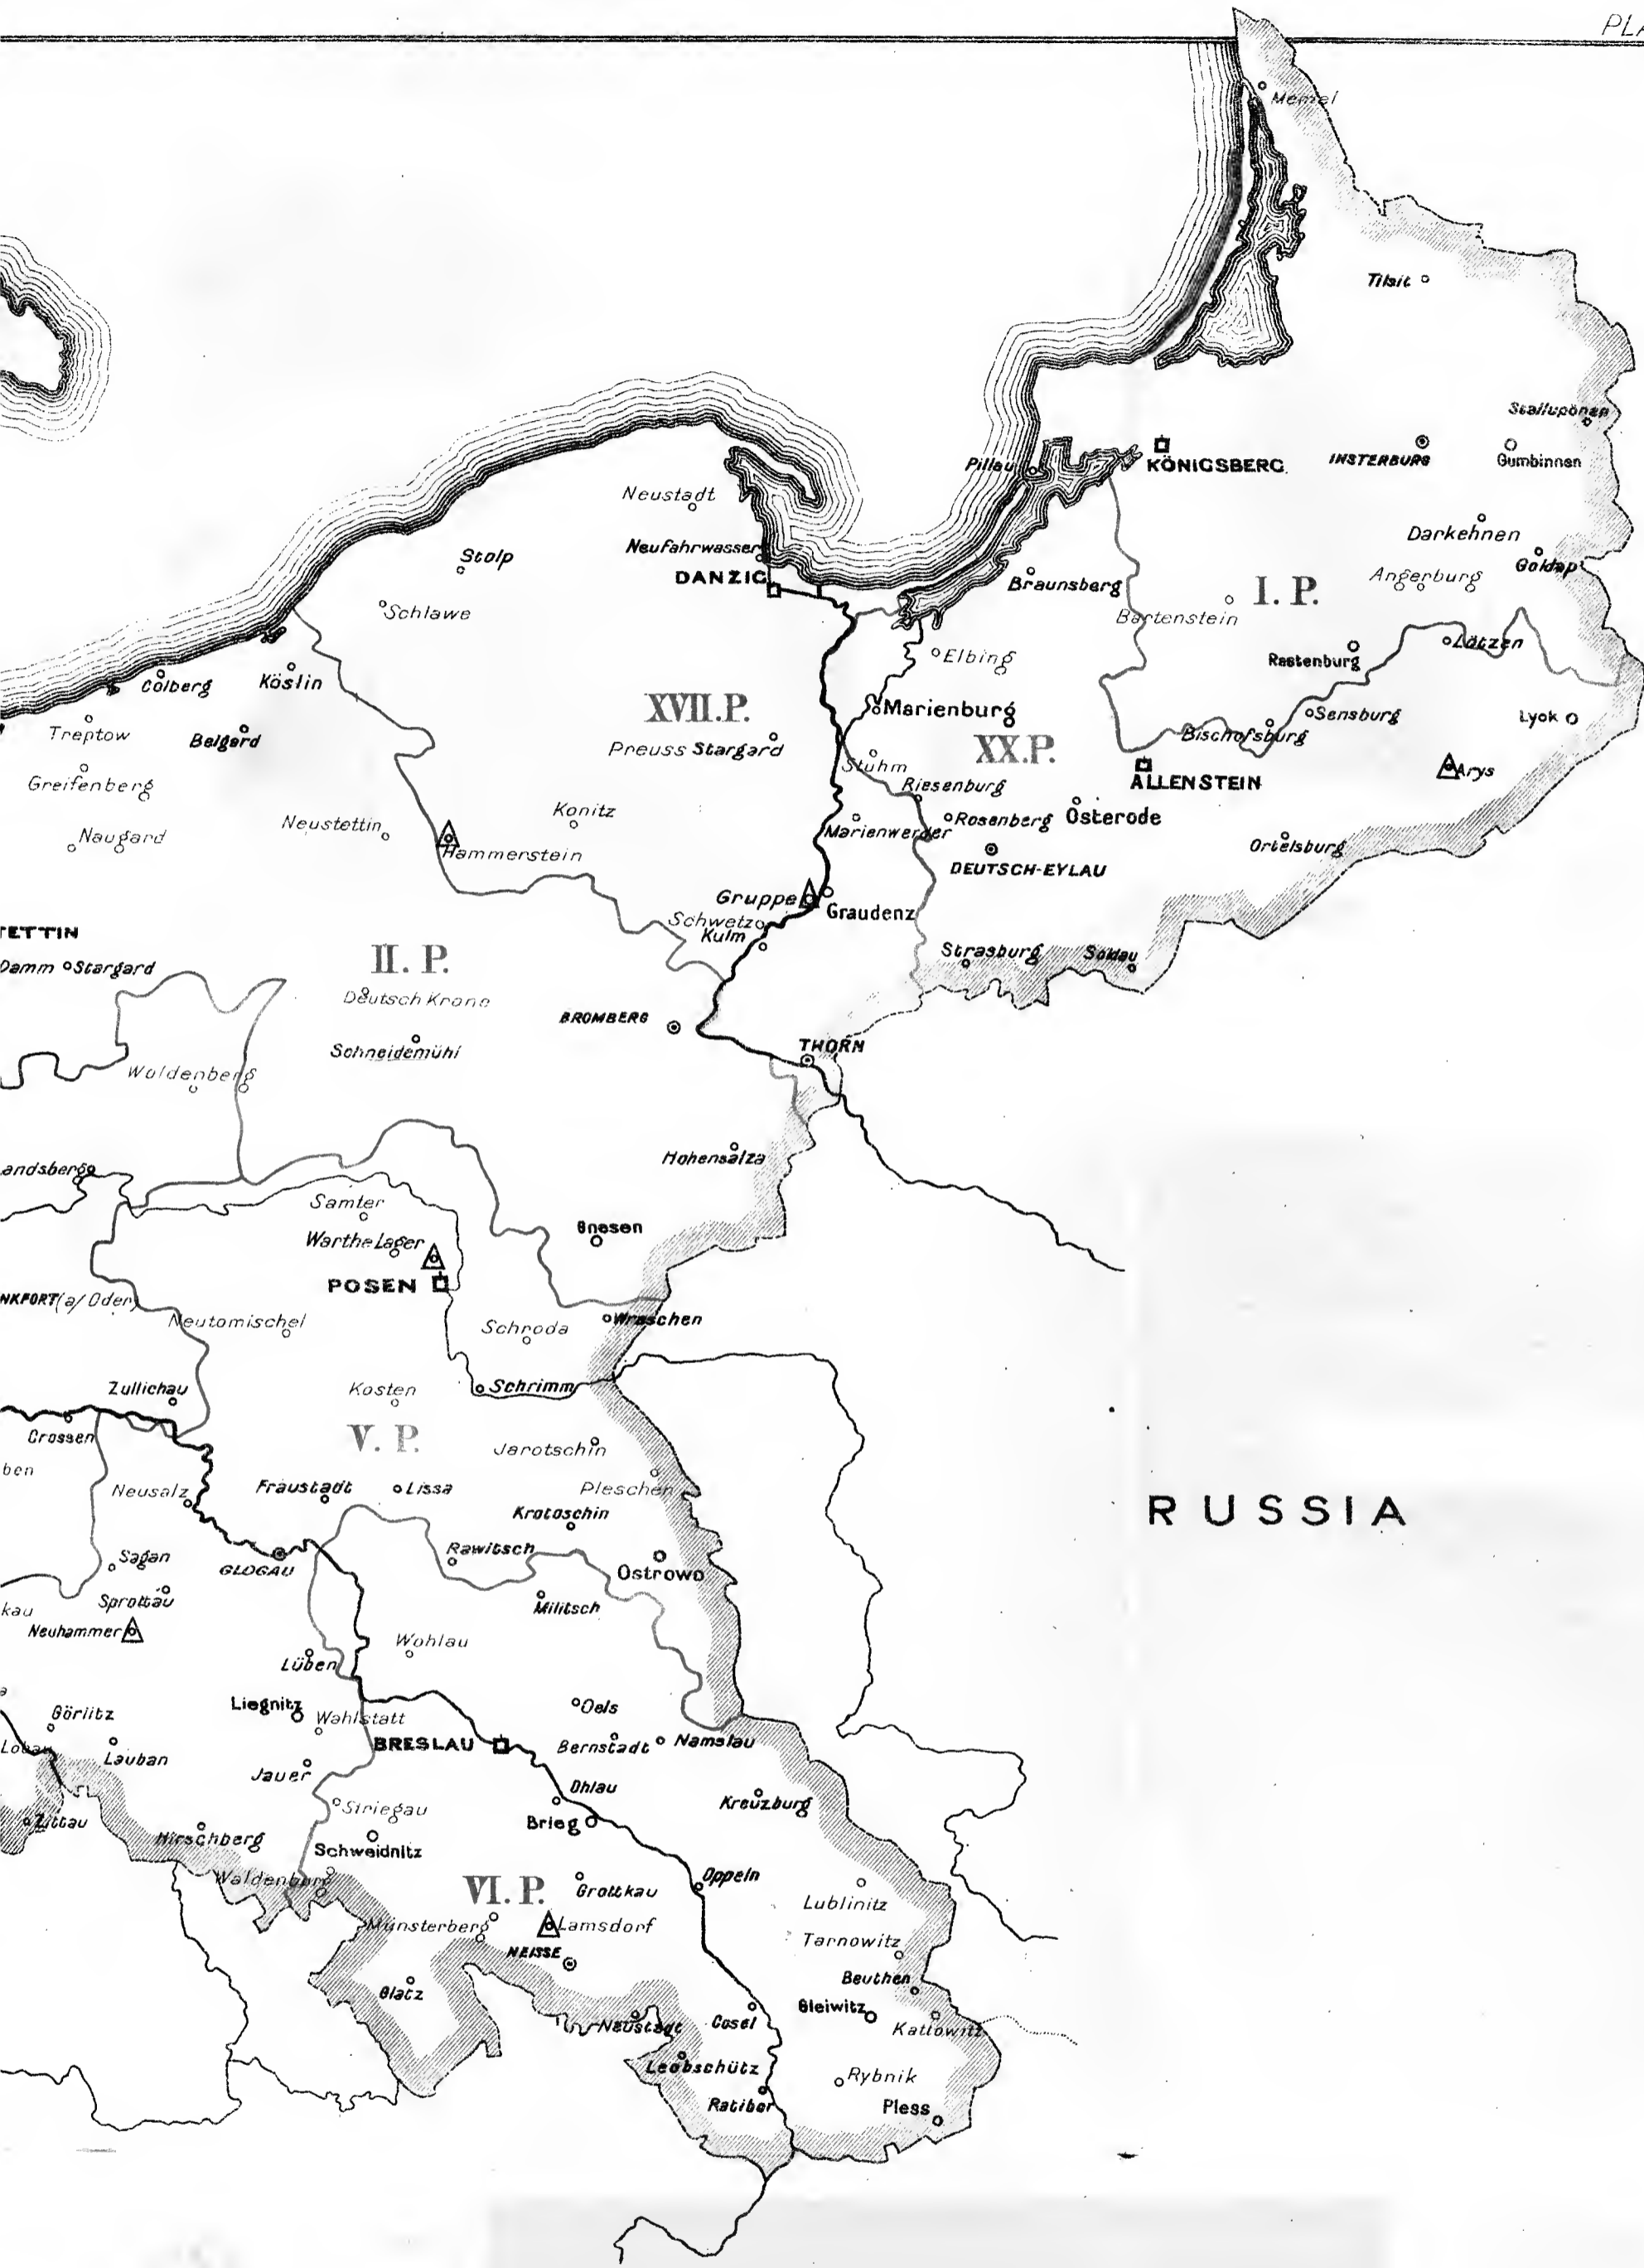 Memel
Tilsit
Stallupönen
Pillau
KÖNIGSBERG
INSTERBURG
Gumbinnen
Neustadt
Darkehnen
Neufahrwasser
Stolp
Goldap
DANZIG
Braunsberg
Angerburg
I. P.
Schlawe
Bartenstein
Lötzen
Elbing
Rastenburg
Colberg
Köslin
XVII. P.
Marienburg
Sensburg
Lyok
Treptow
Belgard
Preuss Stargard
XX. P.
Bischofsburg
Stuhm
Arys
Greifenberg
Riesenburg
ALLENSTEIN
Konitz
Neustettin
Marienwerder
Rosenberg
Osterode
Naugard
Hammerstein
Ortelsburg
DEUTSCH-EYLAU
Gruppe
Graudenz
Schwetz
TETTIN
Kulm
Strasburg
Soldau
II. P.
Damm
Stargard
Deutsch Krone
BROMBERG
THORN
Schneidemühl
Woldenberg
Hohensalza
andsberg
Samter
Gnesen
Warthe Lager
POSEN
NKFORT (a/Oder)
Neutomischel
Schroda
Wreschen
Zullichau
Kosten
Schrimm
Crossen
V. P.
Jarotschin
ben
Neusalz
Fraustadt
Lissa
Pleschen
RUSSIA
Krotoschin
Sagan
GLOGAU
Rawitsch
Ostrowo
Sprottau
kau
Militsch
Neuhammer
Wohlau
Lüben
Liegnitz
Oels
Görlitz
Wahlstatt
BRESLAU
Bernstadt
Namslau
Lobau
Lauban
Jauer
Ohlau
Striegau
Kreuzburg
Zittau
Brieg
Hirschberg
Schweidnitz
Waldenburg
VI. P.
Grottkau
Oppeln
Lublinitz
Münsterberg
Lamsdorf
Tarnowitz
NEISSE
Beuthen
Glatz
Gleiwitz
Cosel
Neustadt
Kattowitz
Leobschütz
Rybnik
Ratibor
Pless